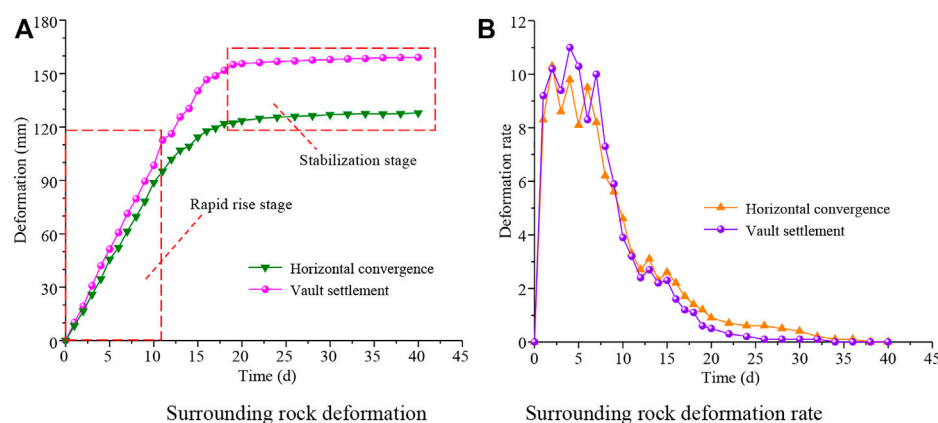 A
Deformation (mm)
180
150
120
90
60
30
0
0 5 10 15 20 25 30 35 40 45
Time (d)
Stabilization stage
Rapid rise stage
Horizontal convergence
Vault settlement
Surrounding rock deformation
B
Deformation rate
12
10
8
6
4
2
0
0 5 10 15 20 25 30 35 40 45
Time (d)
Horizontal convergence
Vault settlement
Surrounding rock deformation rate